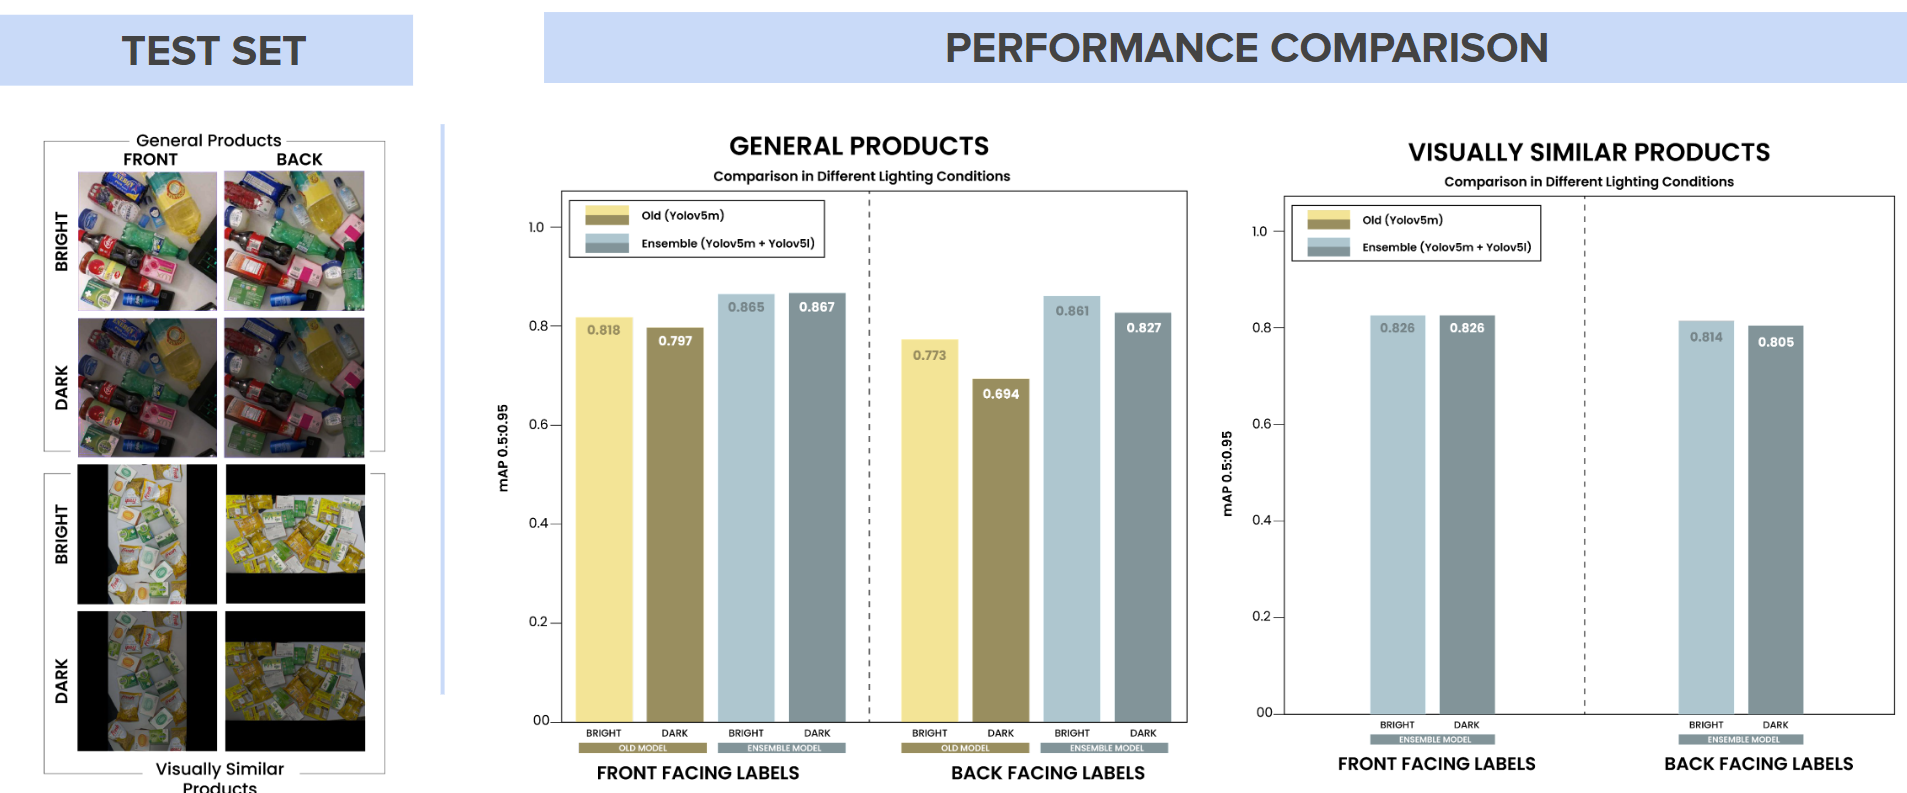 TEST SET
PERFORMANCE COMPARISON
General Products
FRONT
BACK
BRIGHT
DARK
BRIGHT
DARK
Visually Similar
Products
GENERAL PRODUCTS
Comparison in Different Lighting Conditions
Old (Yolov5m)
Ensemble (Yolov5m + Yolov5l)
mAP 0.5:0.95
1.0
0.8
0.6
0.4
0.2
00
0.818
0.797
0.865
0.867
0.773
0.694
0.861
0.827
BRIGHT DARK BRIGHT DARK BRIGHT DARK BRIGHT DARK
OLD MODEL ENSEMBLE MODEL OLD MODEL ENSEMBLE MODEL
FRONT FACING LABELS BACK FACING LABELS
VISUALLY SIMILAR PRODUCTS
Comparison in Different Lighting Conditions
Old (Yolov5m)
Ensemble (Yolov5m + Yolov5l)
mAP 0.5:0.95
1.0
0.8
0.6
0.4
0.2
00
0.826
0.826
0.814
0.805
BRIGHT DARK BRIGHT DARK
ENSEMBLE MODEL ENSEMBLE MODEL
FRONT FACING LABELS BACK FACING LABELS